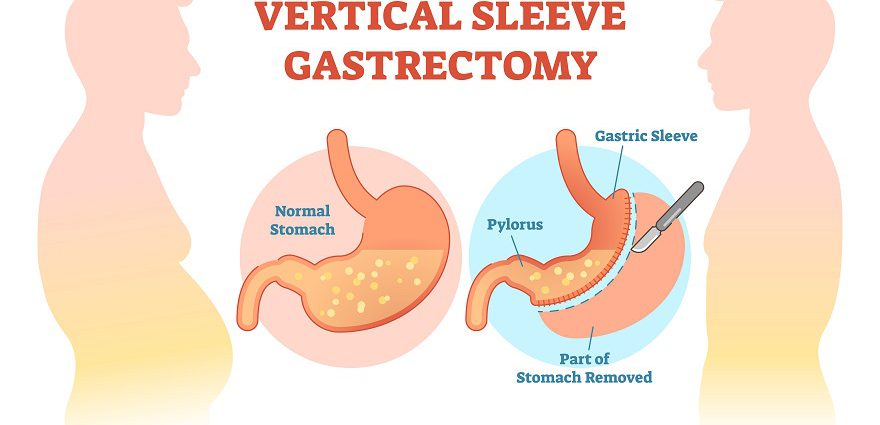 VERTICAL SLEEVE
GASTRECTOMY
Gastric Sleeve
Normal
Stomach
Pylorus
Part of
Stomach Removed